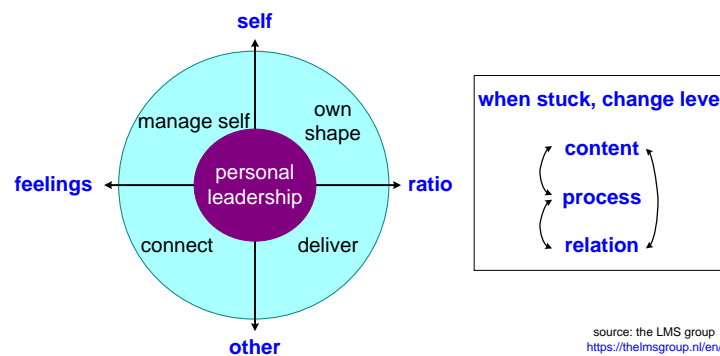 self
manage self
own
shape
feelings
personal
leadership
ratio
connect
deliver
other
when stuck, change leve
content
process
relation
source: the LMS group
https://thelmsgroup.nl/en/